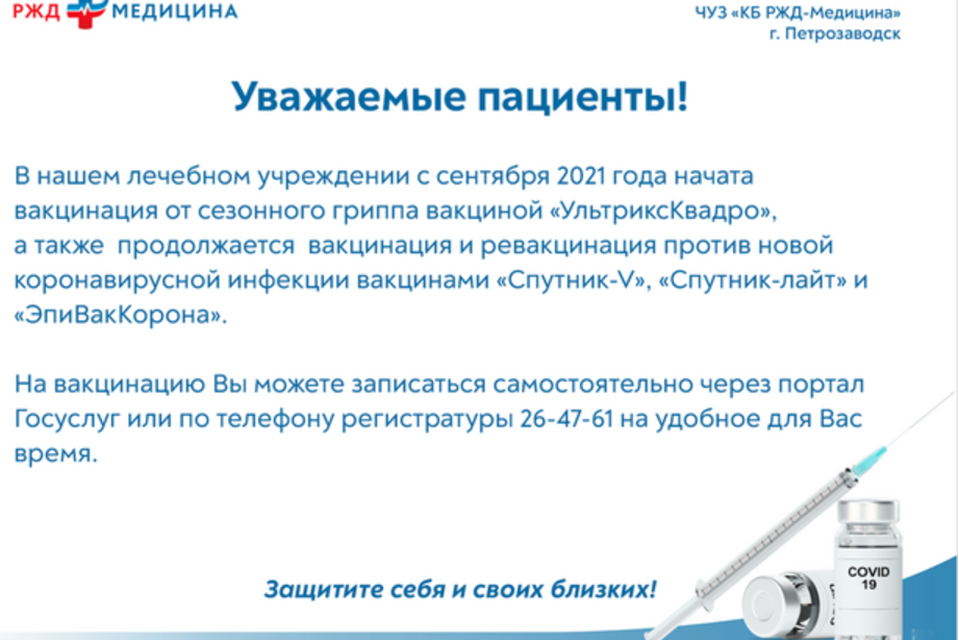 РЖД МЕДИЦИНА
ЧУЗ «КБ РЖД-Медицина»
г. Петрозаводск
Уважаемые пациенты!
В нашем лечебном учреждении с сентября 2021 года начата
вакцинация от сезонного гриппа вакциной «УльтриксКвадро»,
а также продолжается вакцинация и ревакцинация против новой
коронавирусной инфекции вакцинами «Спутник-V», «Спутник-лайт» и
«ЭпиВакКорона».
На вакцинацию Вы можете записаться самостоятельно через портал
Госуслуг или по телефону регистратуры 26-47-61 на удобное для Вас
время.
COVID
19
Защитите себя и своих близких!